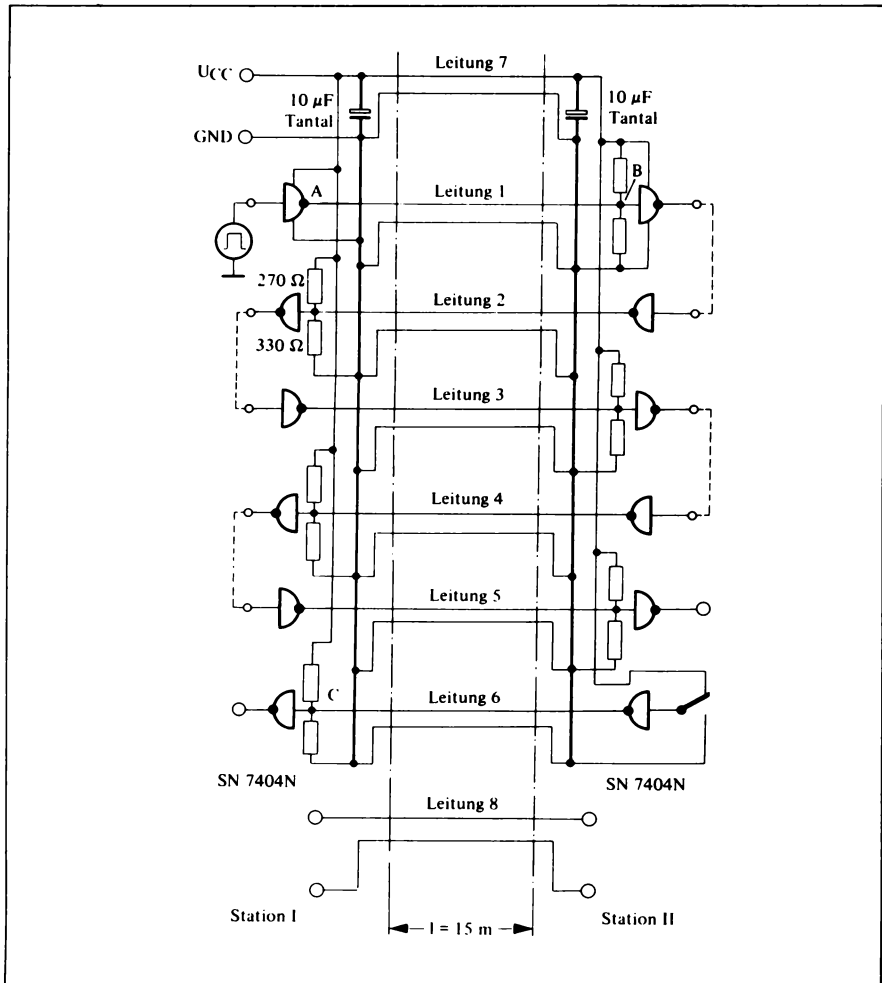 Leitung 7
UCC
10 µF
Tantal
10 µF
Tantal
GND
A
Leitung 1
B
270 Ω
Leitung 2
330 Ω
Leitung 3
Leitung 4
Leitung 5
C
Leitung 6
SN 7404N
SN 7404N
Leitung 8
Station I
Station II
l = 15 m